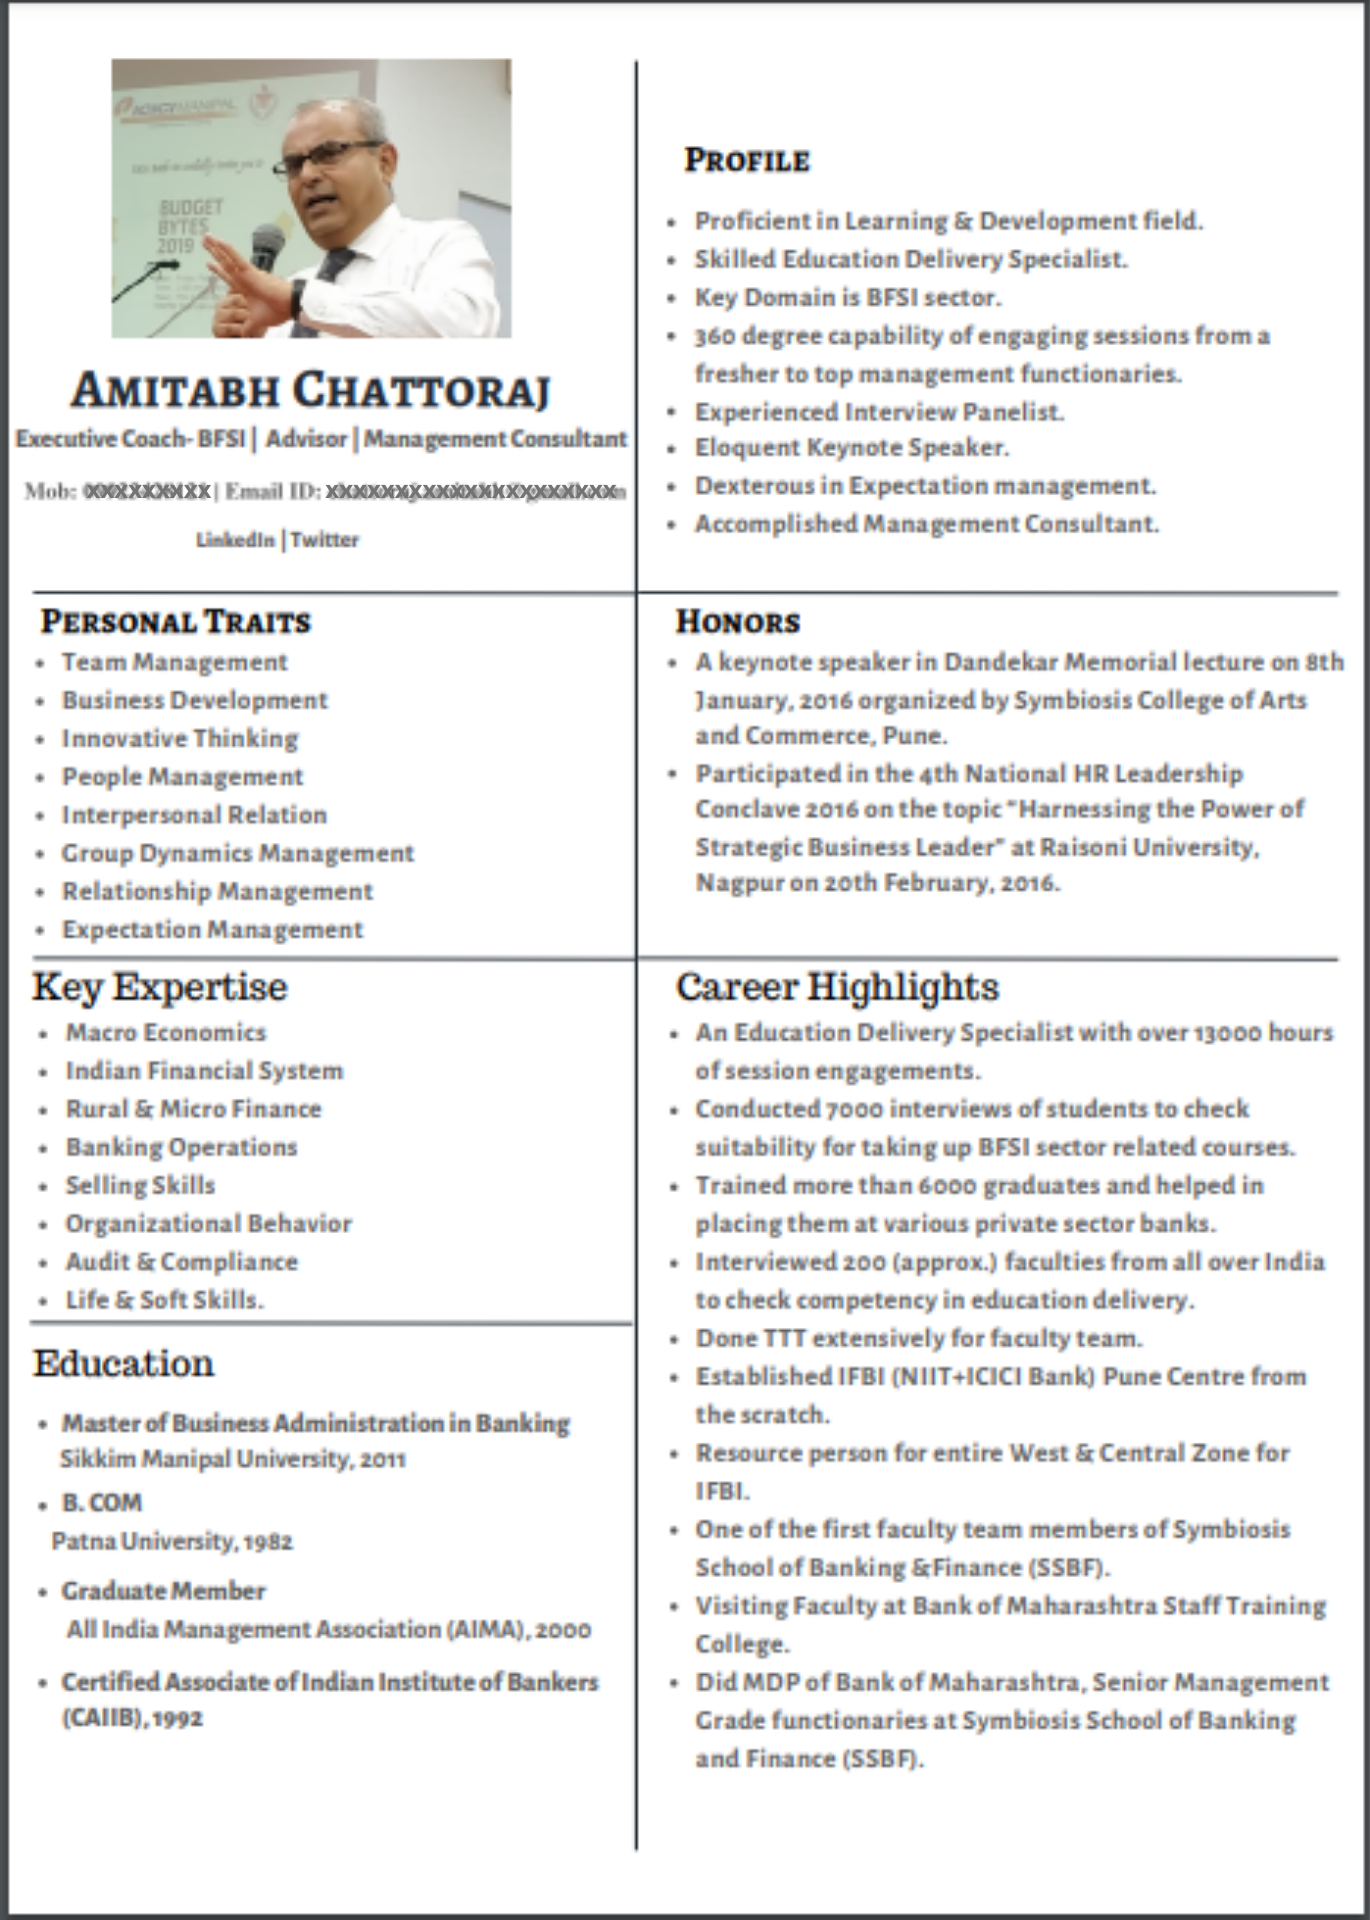 BUDGET
BYTES
2019
AMITABH CHATTORAJ
Executive Coach- BFSI | Advisor | Management Consultant
Mob: | Email ID:
LinkedIn | Twitter
PROFILE
• Proficient in Learning & Development field.
• Skilled Education Delivery Specialist.
• Key Domain is BFSI sector.
• 360 degree capability of engaging sessions from a
fresher to top management functionaries.
• Experienced Interview Panelist.
• Eloquent Keynote Speaker.
• Dexterous in Expectation management.
• Accomplished Management Consultant.
PERSONAL TRAITS
• Team Management
• Business Development
• Innovative Thinking
• People Management
• Interpersonal Relation
• Group Dynamics Management
• Relationship Management
• Expectation Management
HONORS
• A keynote speaker in Dandekar Memorial lecture on 8th
January, 2016 organized by Symbiosis College of Arts
and Commerce, Pune.
• Participated in the 4th National HR Leadership
Conclave 2016 on the topic "Harnessing the Power of
Strategic Business Leader" at Raisoni University,
Nagpur on 20th February, 2016.
Key Expertise
• Macro Economics
• Indian Financial System
• Rural & Micro Finance
• Banking Operations
• Selling Skills
• Organizational Behavior
• Audit & Compliance
• Life & Soft Skills.
Education
• Master of Business Administration in Banking
Sikkim Manipal University, 2011
• B. COM
Patna University, 1982
• Graduate Member
All India Management Association (AIMA), 2000
• Certified Associate of Indian Institute of Bankers
(CAIIB), 1992
Career Highlights
• An Education Delivery Specialist with over 13000 hours
of session engagements.
• Conducted 7000 interviews of students to check
suitability for taking up BFSI sector related courses.
• Trained more than 6000 graduates and helped in
placing them at various private sector banks.
• Interviewed 200 (approx.) faculties from all over India
to check competency in education delivery.
• Done TTT extensively for faculty team.
• Established IFBI (NIIT+ICICI Bank) Pune Centre from
the scratch.
• Resource person for entire West & Central Zone for
IFBI.
• One of the first faculty team members of Symbiosis
School of Banking &Finance (SSBF).
• Visiting Faculty at Bank of Maharashtra Staff Training
College.
• Did MDP of Bank of Maharashtra, Senior Management
Grade functionaries at Symbiosis School of Banking
and Finance (SSBF).